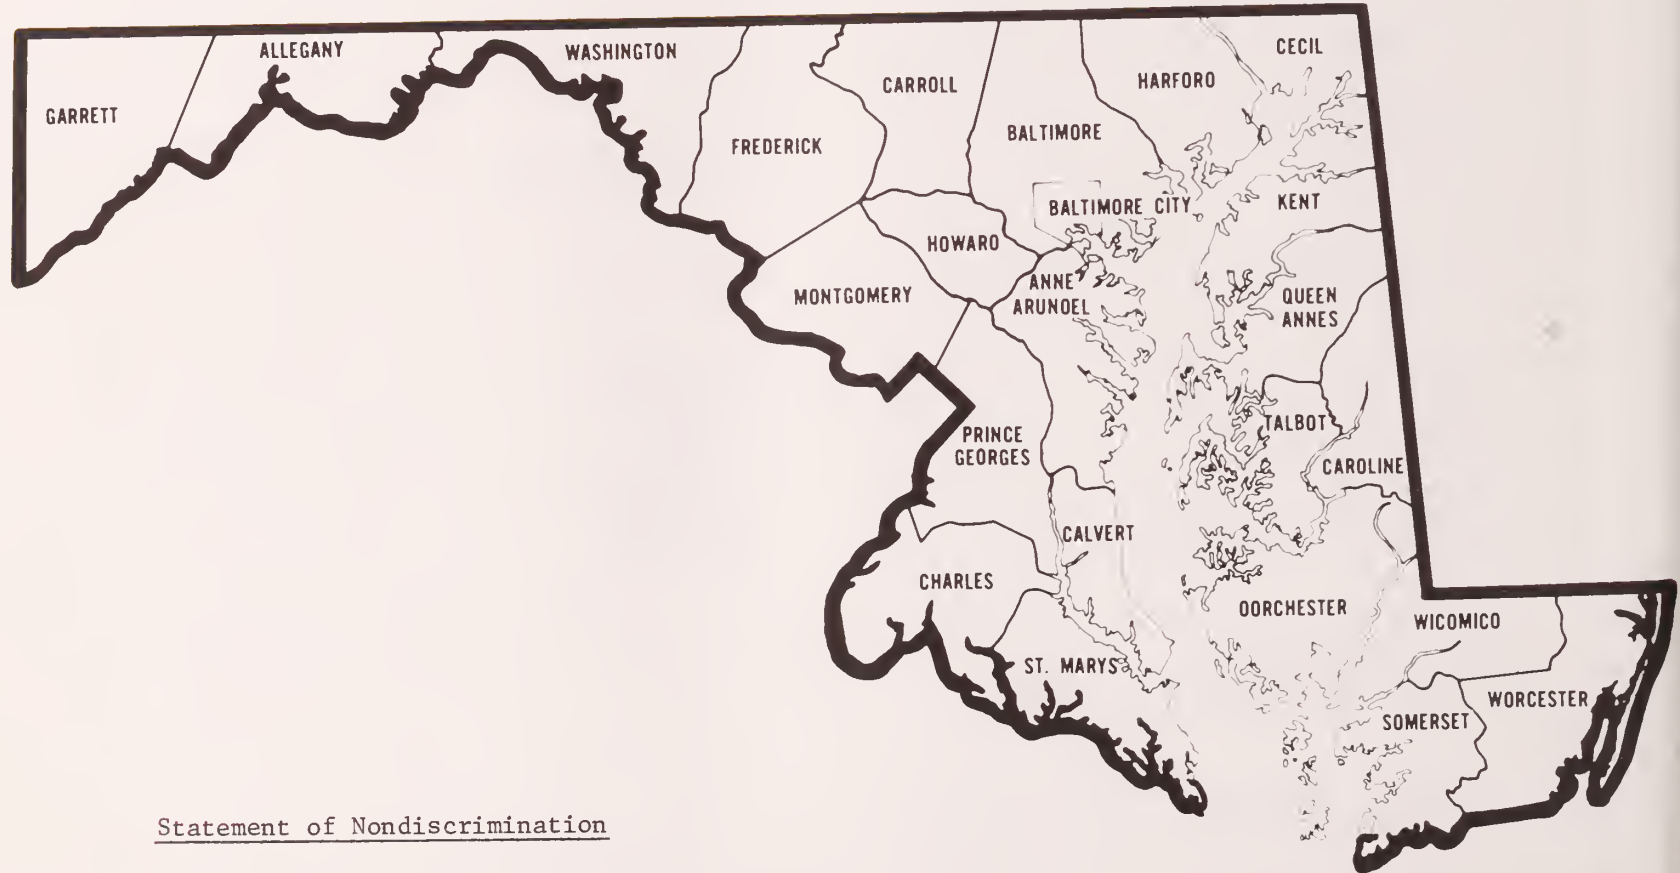 ALLEGANY
WASHINGTON
CECIL
GARRETT
CARROLL
HARFORO
FREDERICK
BALTIMORE
BALTIMORE CITY
KENT
HOWARO
MONTGOMERY
ANNE
ARUNOEL
QUEEN
ANNES
TALBOT
PRINCE
GEORGES
CAROLINE
CALVERT
CHARLES
OORCHESTER
WICOMICO
ST. MARYS
WORCESTER
SOMERSET
Statement of Nondiscrimination